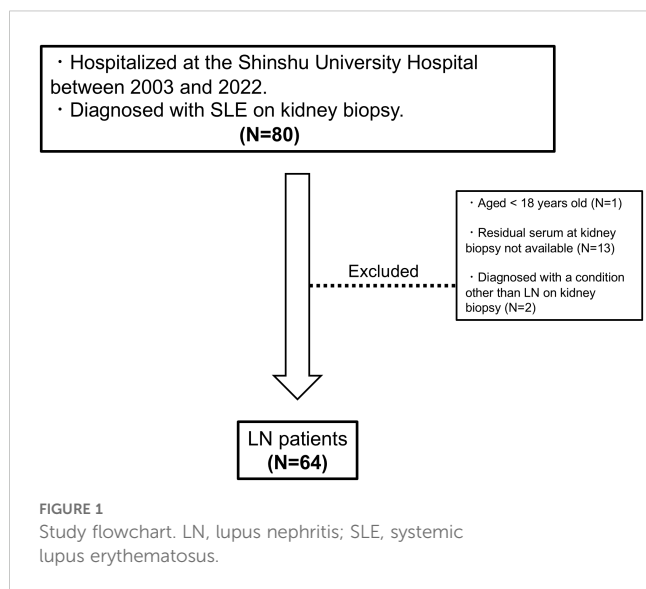 · Hospitalized at the Shinshu University Hospital
between 2003 and 2022.
· Diagnosed with SLE on kidney biopsy.
(N=80)
· Aged < 18 years old (N=1)
· Residual serum at kidney
biopsy not available (N=13)
· Diagnosed with a condition
other than LN on kidney
biopsy (N=2)
Excluded
LN patients
(N=64)
FIGURE 1
Study flowchart. LN, lupus nephritis; SLE, systemic
lupus erythematosus.